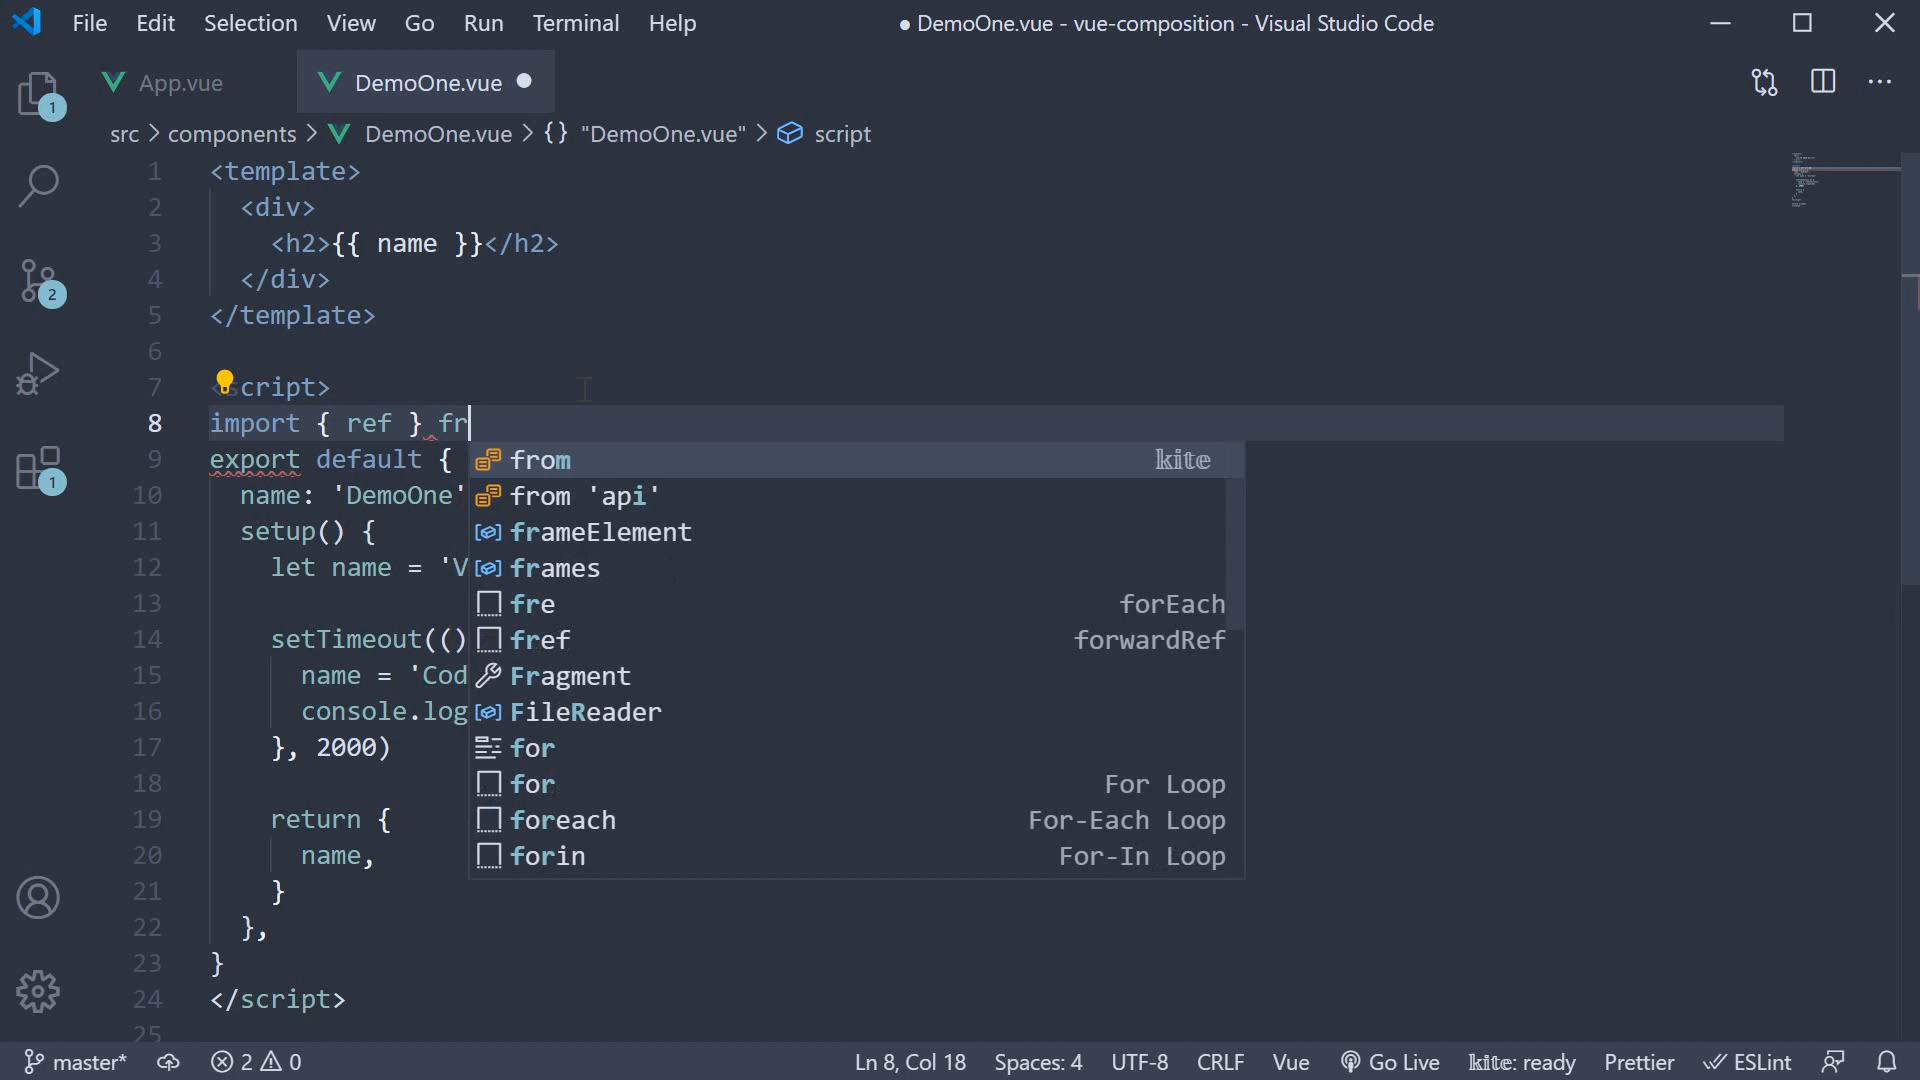 File Edit Selection View Go Run Terminal Help ● DemoOne.vue - vue-composition - Visual Studio Code
App.vue DemoOne.vue ●
src > components > DemoOne.vue > {} "DemoOne.vue" > script
1 <template>
2 <div>
3 <h2>{{ name }}</h2>
4 </div>
5 </template>
6
7 <script>
8 import { ref } fr
9 export default {
10 name: 'DemoOne'
11 setup() {
12 let name = 'V
13
14 setTimeout(()
15 name = 'Cod
16 console.log
17 }, 2000)
18
19 return {
20 name,
21 }
22 },
23 }
24 </script>
25
from kite
from 'api'
frameElement
frames
fre forEach
fref forwardRef
Fragment
FileReader
for
for For Loop
foreach For-Each Loop
forin For-In Loop
1
2
1
master* 2 0 Ln 8, Col 18 Spaces: 4 UTF-8 CRLF Vue Go Live kite: ready Prettier ESLint